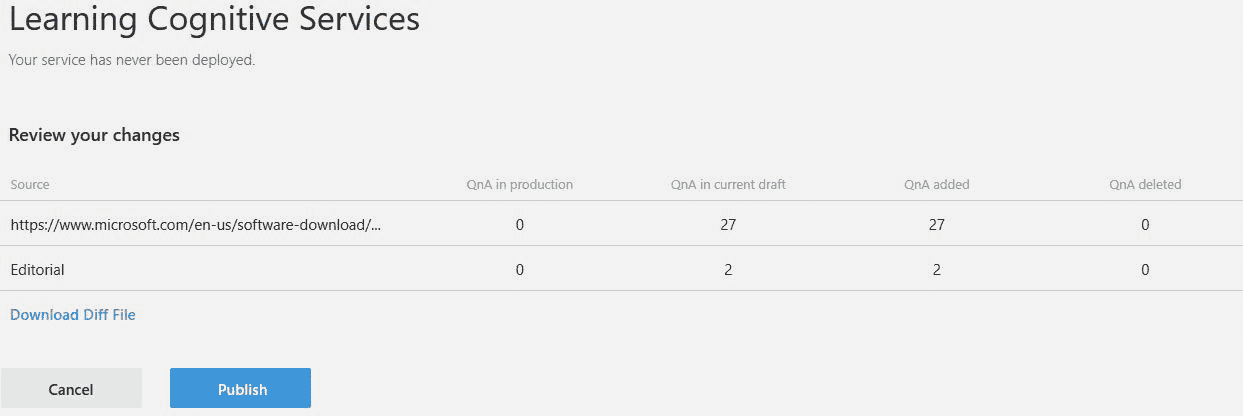 Learning Cognitive Services
Your service has never been deployed.
Review your changes
Source QnA in production QnA in current draft QnA added QnA deleted
https://www.microsoft.com/en-us/software-download/... 0 27 27 0
Editorial 0 2 2 0
Download Diff File
Cancel Publish